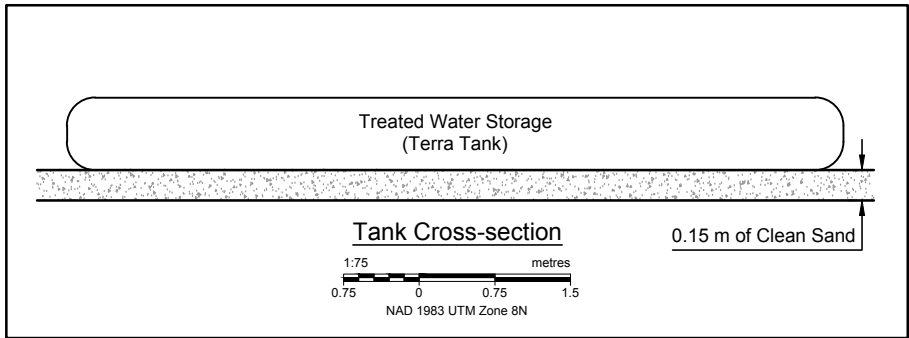 Treated Water Storage
(Terra Tank)
Tank Cross-section
0.15 m of Clean Sand
1:75 metres
0.75 0 0.75 1.5
NAD 1983 UTM Zone 8N